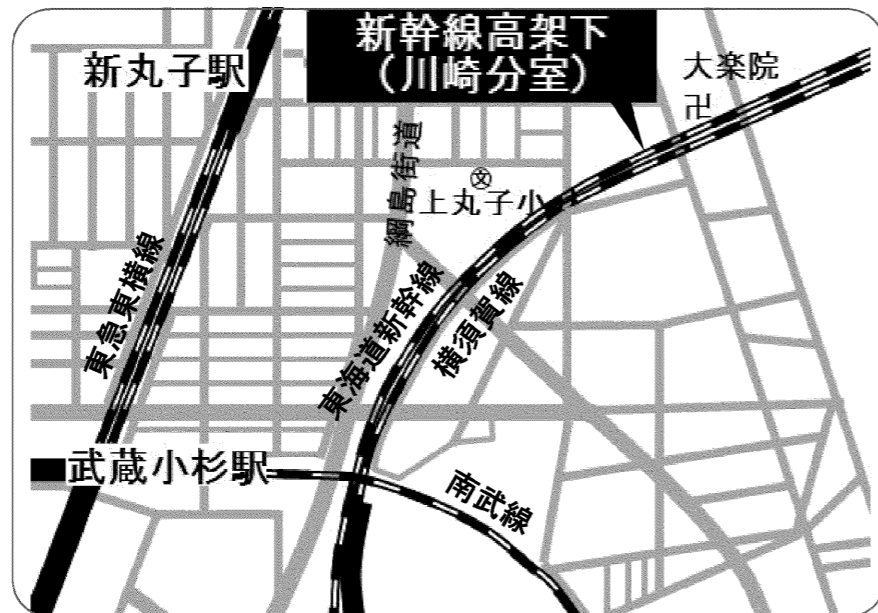 新幹線高架下
（川崎分室）
新丸子駅
大楽院
卍
綱島街道
文
上丸子小
東急東横線
東海道新幹線
横須賀線
武蔵小杉駅
南武線